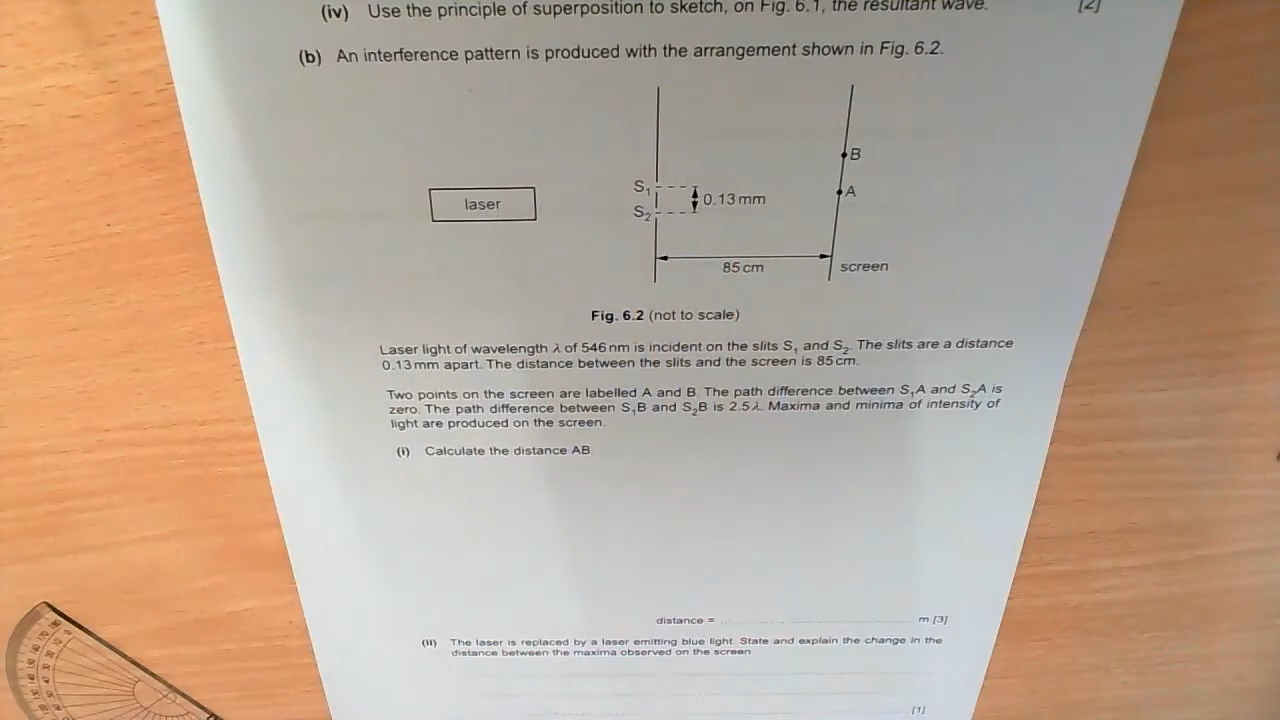 (iv) Use the principle of superposition to sketch, on Fig. 6.1, the resultant wave. [2]
(b) An interference pattern is produced with the arrangement shown in Fig. 6.2.
B
S₁
A
laser
0.13 mm
S₂
85 cm
screen
Fig. 6.2 (not to scale)
Laser light of wavelength λ of 546 nm is incident on the slits S₁ and S₂. The slits are a distance
0.13 mm apart. The distance between the slits and the screen is 85 cm.
Two points on the screen are labelled A and B. The path difference between S₁A and S₂A is
zero. The path difference between S₁B and S₂B is 2.5λ. Maxima and minima of intensity of
light are produced on the screen.
(i) Calculate the distance AB.
distance = ............ m [3]
(ii) The laser is replaced by a laser emitting blue light. State and explain the change in the
distance between the maxima observed on the screen.
[1]